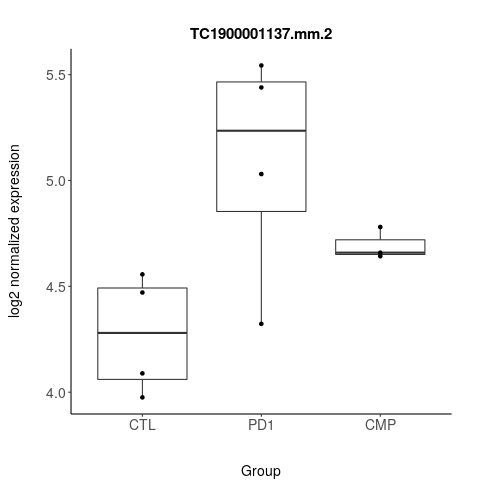 TC1900001137.mm.2
log2 normalized expression
5.5
5.0
4.5
4.0
CTL PD1 CMP
Group